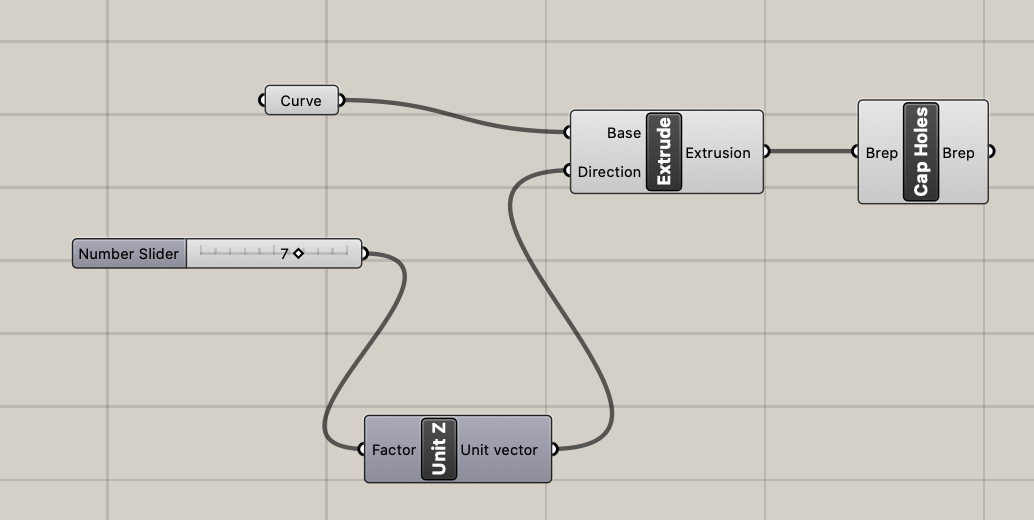 Curve
Base
Direction
Extrude
Extrusion
Brep
Cap Holes
Brep
Number Slider
7
Factor
Unit Z
Unit vector